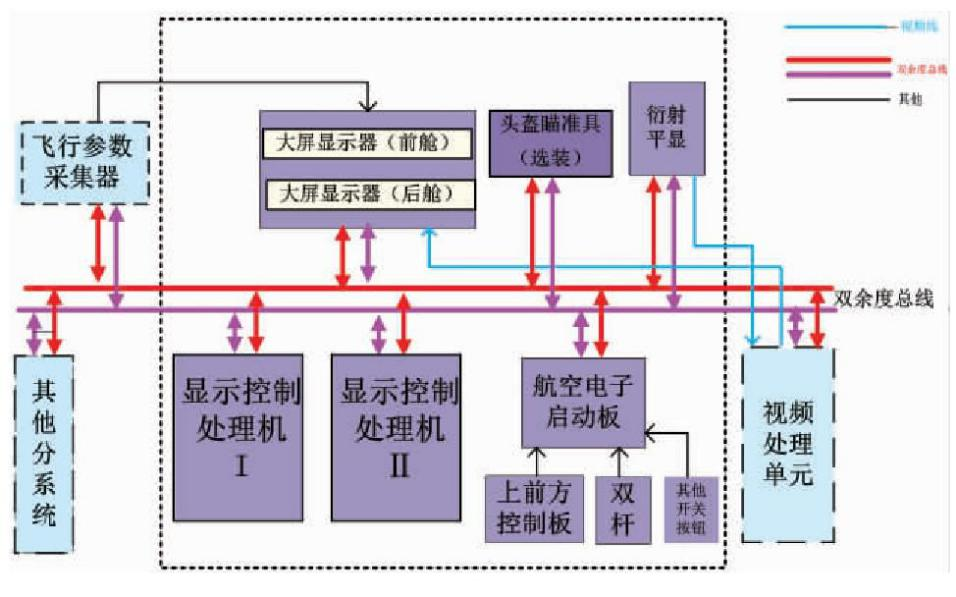 视频线
双余度总线
其他
飞行参数
采集器
大屏显示器（前舱）
大屏显示器（后舱）
头盔瞄准具
（选装）
衍射
平显
双余度总线
其
他
分
系
统
显示控制
处理机
I
显示控制
处理机
II
航空电子
启动板
上前方
控制板
双
杆
其他
开关
按钮
视频
处理
单元